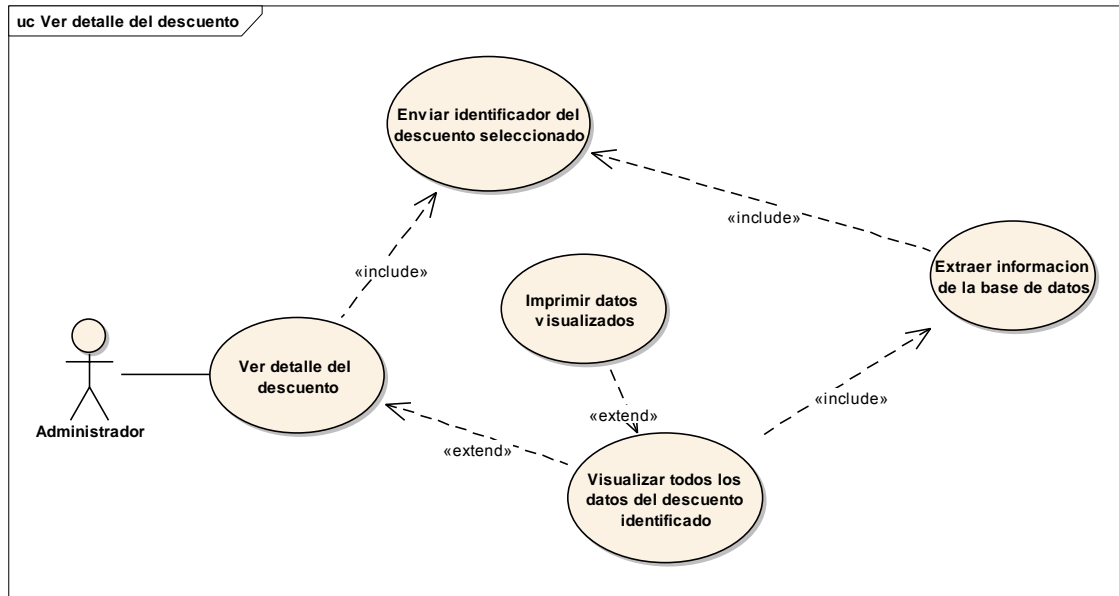 uc Ver detalle del descuento
Enviar identificador del
descuento seleccionado
«include»
Extraer informacion
de la base de datos
«include»
Imprimir datos
visualizados
Ver detalle del
descuento
«include»
«extend»
Administrador
«extend»
Visualizar todos los
datos del descuento
identificado